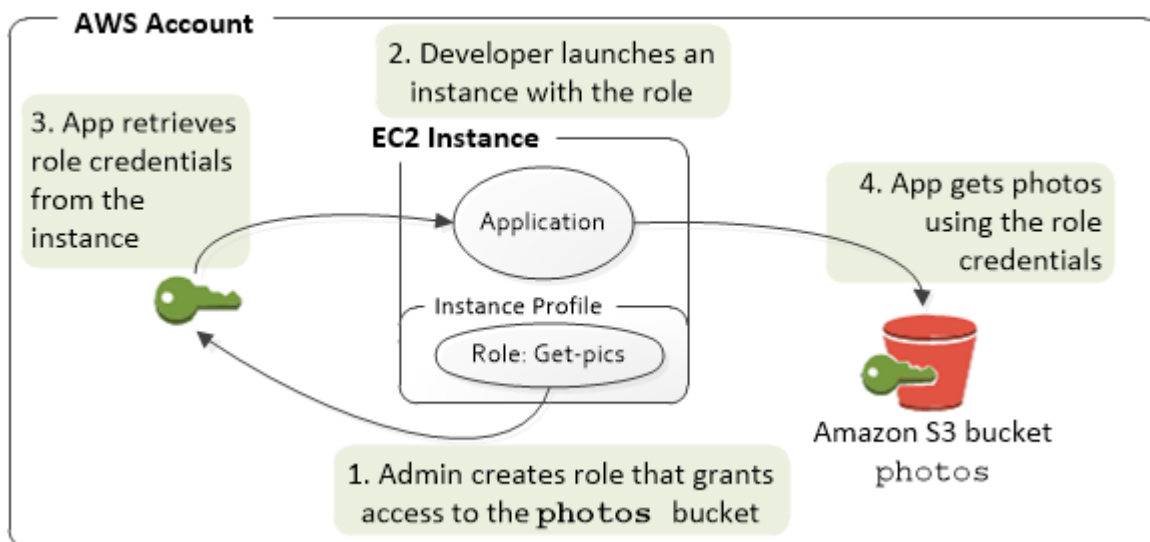 AWS Account
2. Developer launches an
instance with the role
3. App retrieves
role credentials
from the
instance
EC2 Instance
Application
4. App gets photos
using the role
credentials
Instance Profile
Role: Get-pics
Amazon S3 bucket
photos
1. Admin creates role that grants
access to the photos bucket